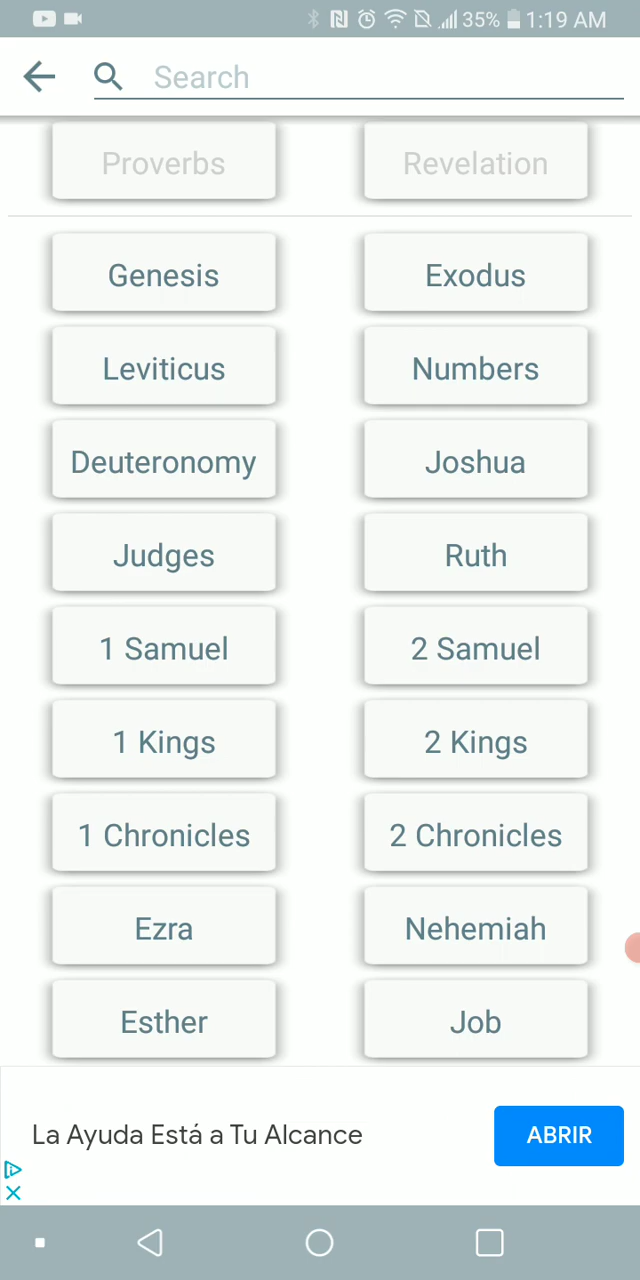 35% 1:19 AM
Search
Proverbs Revelation
Genesis Exodus
Leviticus Numbers
Deuteronomy Joshua
Judges Ruth
1 Samuel 2 Samuel
1 Kings 2 Kings
1 Chronicles 2 Chronicles
Ezra Nehemiah
Esther Job
La Ayuda Está a Tu Alcance ABRIR